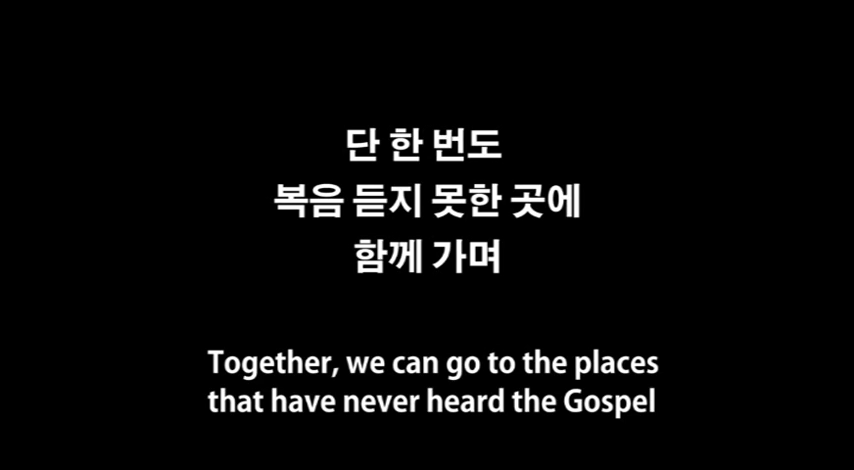 단 한 번도
복음 듣지 못한 곳에
함께 가며
Together, we can go to the places
that have never heard the Gospel